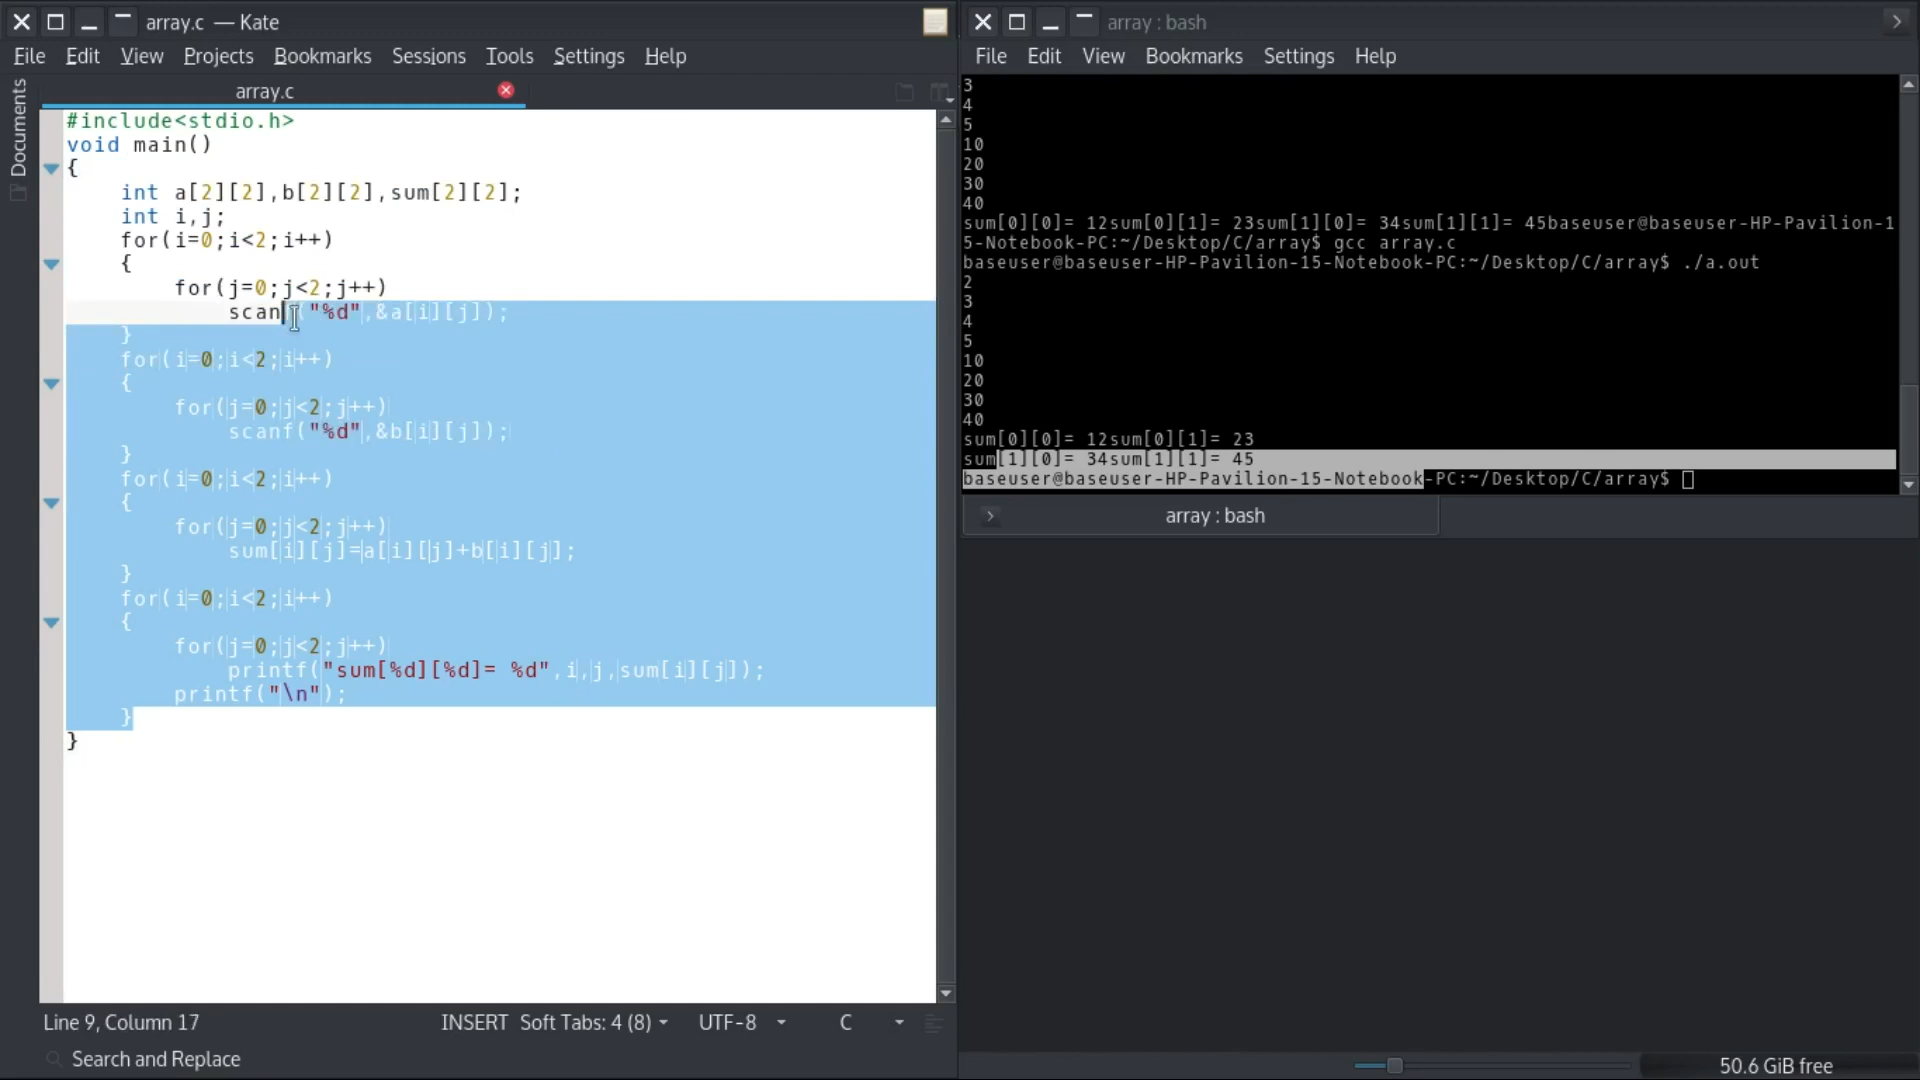 array.c — Kate
File Edit View Projects Bookmarks Sessions Tools Settings Help
Documents
array.c
#include<stdio.h>
void main()
{
int a[2][2],b[2][2],sum[2][2];
int i,j;
for(i=0;i<2;i++)
{
for(j=0;j<2;j++)
scanf("%d",&a[i][j]);
}
for(i=0;i<2;i++)
{
for(j=0;j<2;j++)
scanf("%d",&b[i][j]);
}
for(i=0;i<2;i++)
{
for(j=0;j<2;j++)
sum[i][j]=a[i][j]+b[i][j];
}
for(i=0;i<2;i++)
{
for(j=0;j<2;j++)
printf("sum[%d][%d]= %d",i,j,sum[i][j]);
printf("\n");
}
}
Line 9, Column 17 INSERT Soft Tabs: 4 (8) UTF-8 C
Search and Replace
array : bash
File Edit View Bookmarks Settings Help
3
4
5
10
20
30
40
sum[0][0]= 12sum[0][1]= 23sum[1][0]= 34sum[1][1]= 45baseuser@baseuser-HP-Pavilion-1
5-Notebook-PC:~/Desktop/C/array$ gcc array.c
baseuser@baseuser-HP-Pavilion-15-Notebook-PC:~/Desktop/C/array$ ./a.out
2
3
4
5
10
20
30
40
sum[0][0]= 12sum[0][1]= 23
sum[1][0]= 34sum[1][1]= 45
baseuser@baseuser-HP-Pavilion-15-Notebook-PC:~/Desktop/C/array$
array : bash
50.6 GiB free